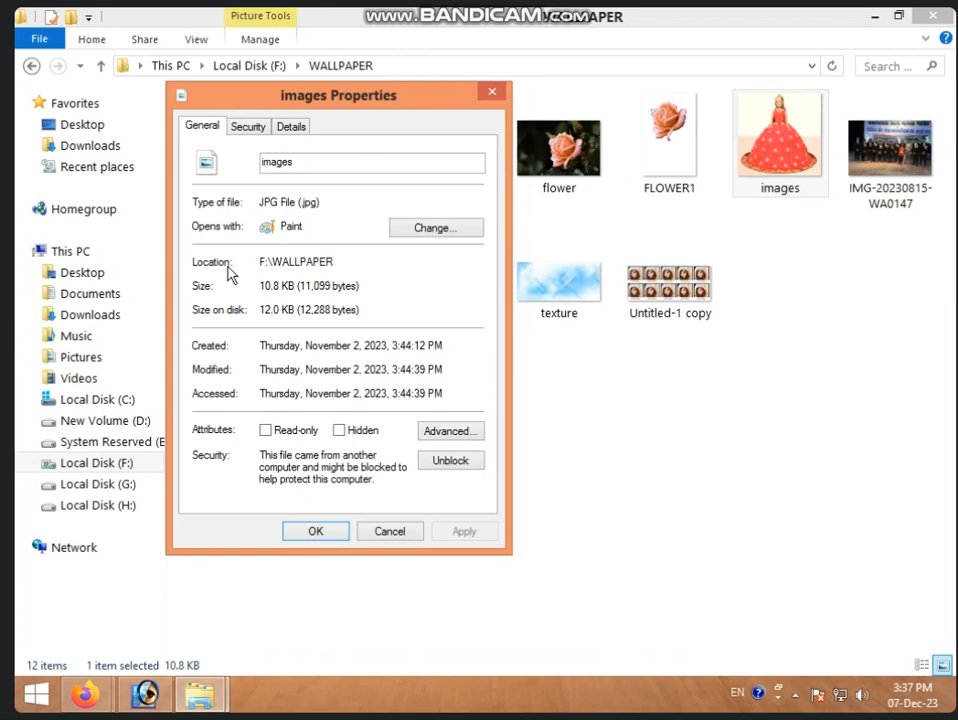 Picture Tools
WWW.BANDICAM.COM
WALLPAPER
File
Home
Share
View
Manage
This PC
Local Disk (F:)
WALLPAPER
Search ...
Favorites
Desktop
Downloads
Recent places
Homegroup
This PC
Desktop
Documents
Downloads
Music
Pictures
Videos
Local Disk (C:)
New Volume (D:)
System Reserved (E
Local Disk (F:)
Local Disk (G:)
Local Disk (H:)
Network
images Properties
General
Security
Details
images
Type of file: JPG File (.jpg)
Opens with: Paint
Change...
Location: F:\WALLPAPER
Size: 10.8 KB (11,099 bytes)
Size on disk: 12.0 KB (12,288 bytes)
Created: Thursday, November 2, 2023, 3:44:12 PM
Modified: Thursday, November 2, 2023, 3:44:39 PM
Accessed: Thursday, November 2, 2023, 3:44:39 PM
Attributes: Read-only Hidden
Advanced...
Security: This file came from another
computer and might be blocked to
help protect this computer.
Unblock
OK
Cancel
Apply
flower
FLOWER1
images
IMG-20230815-
WA0147
texture
Untitled-1 copy
12 items 1 item selected 10.8 KB
EN
3:37 PM
07-Dec-23